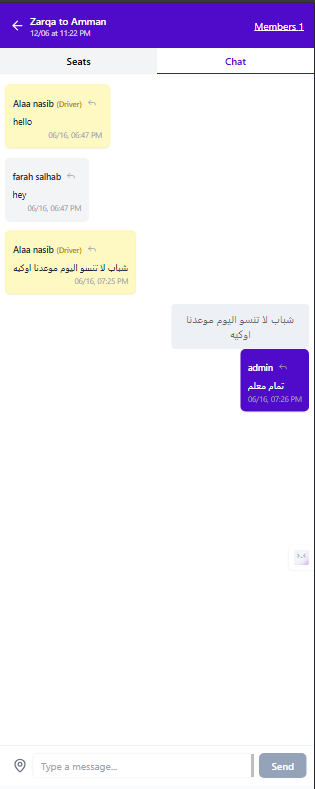 Zarqa to Amman
12/06 at 11:22 PM
Members 1
Seats
Chat
Alaa nasib (Driver)
hello
06/16, 06:47 PM
farah salhab
hey
06/16, 06:47 PM
Alaa nasib (Driver)
شباب لا تنسو اليوم موعدنا اوكيه
06/16, 07:25 PM
شباب لا تنسو اليوم موعدنا
اوكيه
admin
تمام معلم
06/16, 07:26 PM
Type a message...
Send